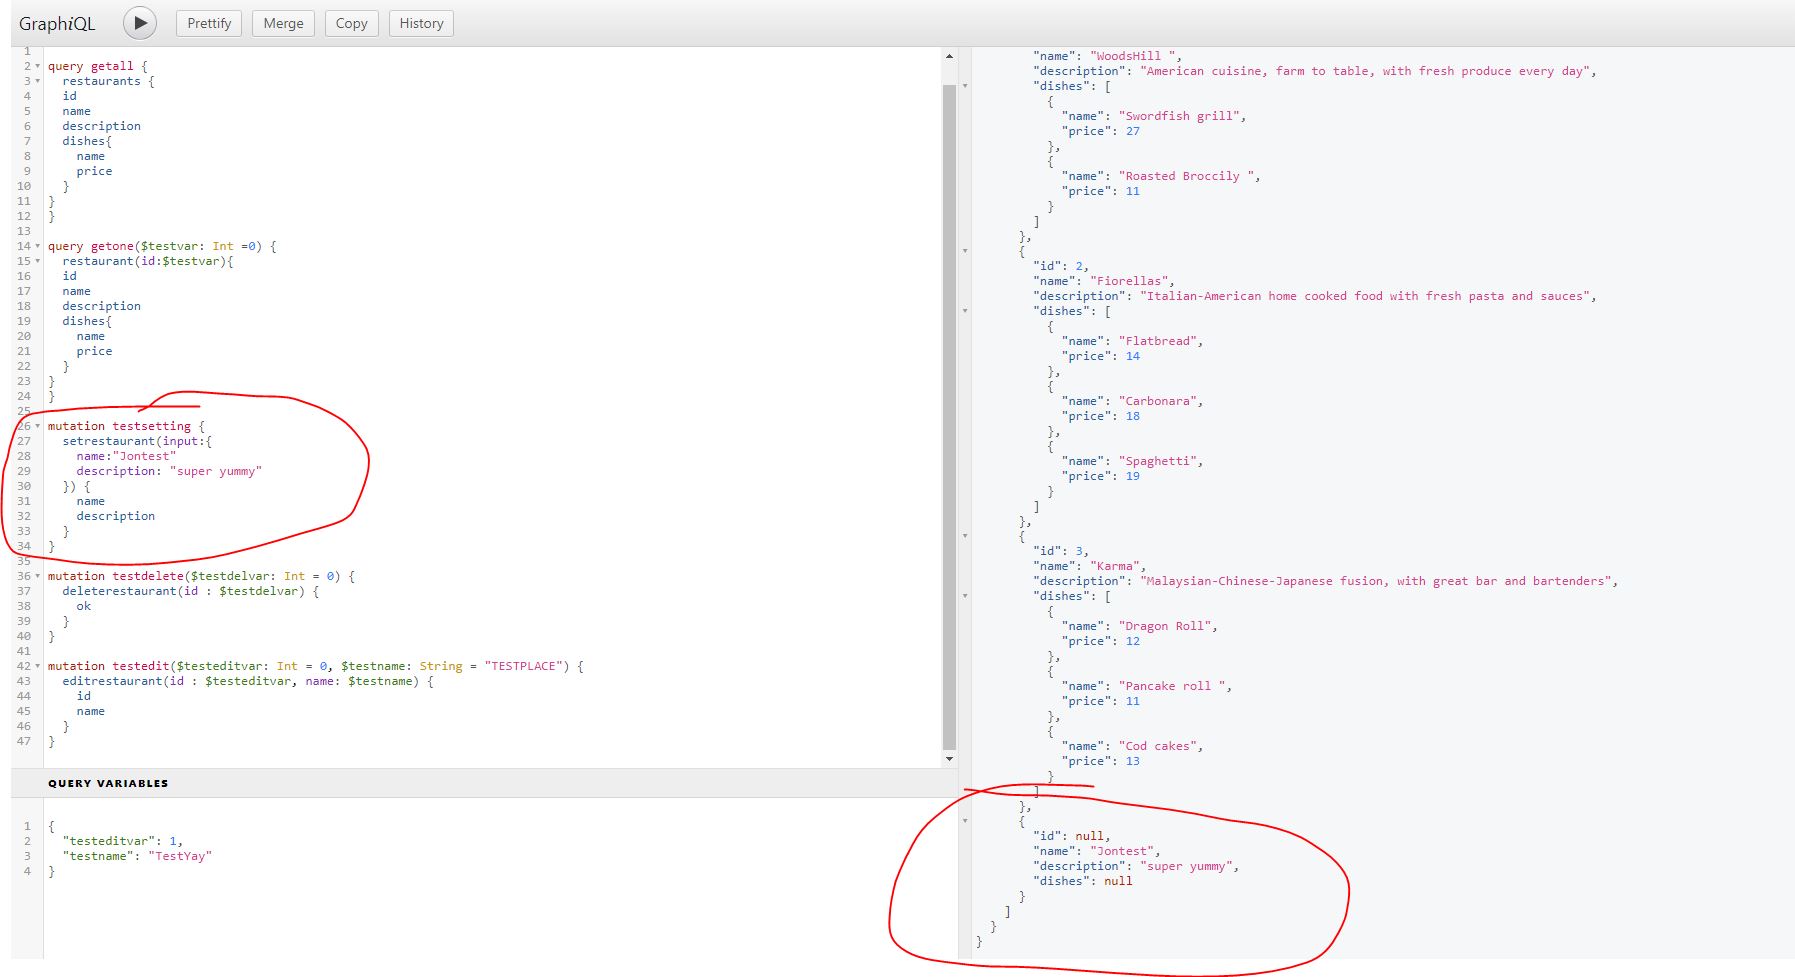 GraphiQL Prettify Merge Copy History
1
2 query getall {
3 restaurants {
4 id
5 name
6 description
7 dishes{
8 name
9 price
10 }
11 }
12 }
13
14 query getone($testvar: Int =0) {
15 restaurant(id:$testvar){
16 id
17 name
18 description
19 dishes{
20 name
21 price
22 }
23 }
24 }
25
26 mutation testsetting {
27 setrestaurant(input:{
28 name:"Jontest"
29 description: "super yummy"
30 }) {
31 name
32 description
33 }
34 }
35
36 mutation testdelete($testdelvar: Int = 0) {
37 deleterestaurant(id : $testdelvar) {
38 ok
39 }
40 }
41
42 mutation testedit($testeditvar: Int = 0, $testname: String = "TESTPLACE") {
43 editrestaurant(id : $testeditvar, name: $testname) {
44 id
45 name
46 }
47 }
QUERY VARIABLES
1 {
2 "testeditvar": 1,
3 "testname": "TestYay"
4 }
"name": "WoodsHill ",
"description": "American cuisine, farm to table, with fresh produce every day",
"dishes": [
{
"name": "Swordfish grill",
"price": 27
},
{
"name": "Roasted Broccily ",
"price": 11
}
]
},
{
"id": 2,
"name": "Fiorellas",
"description": "Italian-American home cooked food with fresh pasta and sauces",
"dishes": [
{
"name": "Flatbread",
"price": 14
},
{
"name": "Carbonara",
"price": 18
},
{
"name": "Spaghetti",
"price": 19
}
]
},
{
"id": 3,
"name": "Karma",
"description": "Malaysian-Chinese-Japanese fusion, with great bar and bartenders",
"dishes": [
{
"name": "Dragon Roll",
"price": 12
},
{
"name": "Pancake roll ",
"price": 11
},
{
"name": "Cod cakes",
"price": 13
}
]
},
{
"id": null,
"name": "Jontest",
"description": "super yummy",
"dishes": null
}
]
}
}